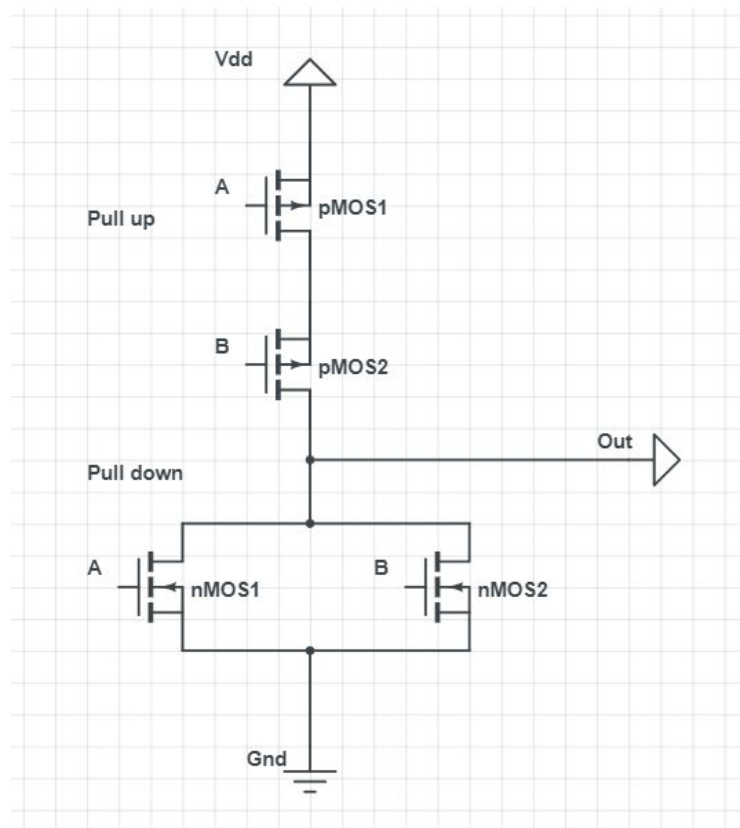 Vdd
A
pMOS1
Pull up
B
pMOS2
Out
Pull down
A
nMOS1
B
nMOS2
Gnd